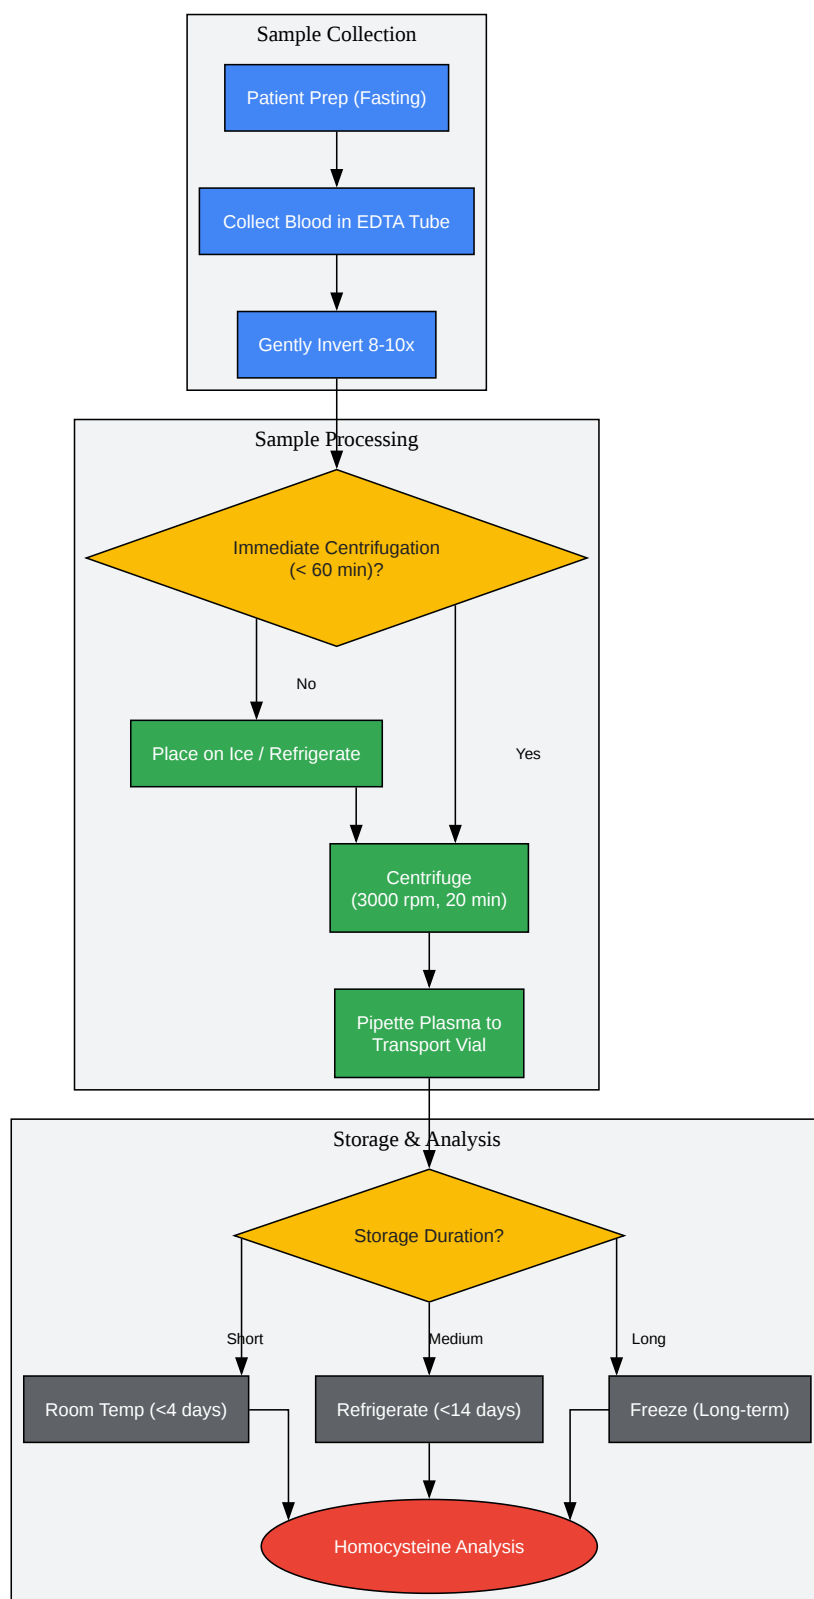 Sample Collection
Patient Prep (Fasting)
Collect Blood in EDTA Tube
Gently Invert 8-10x
Sample Processing
Immediate Centrifugation
(< 60 min)?
No
Place on Ice / Refrigerate
Yes
Centrifuge
(3000 rpm, 20 min)
Pipette Plasma to
Transport Vial
Storage & Analysis
Storage Duration?
Short
Medium
Long
Room Temp (<4 days)
Refrigerate (<14 days)
Freeze (Long-term)
Homocysteine Analysis